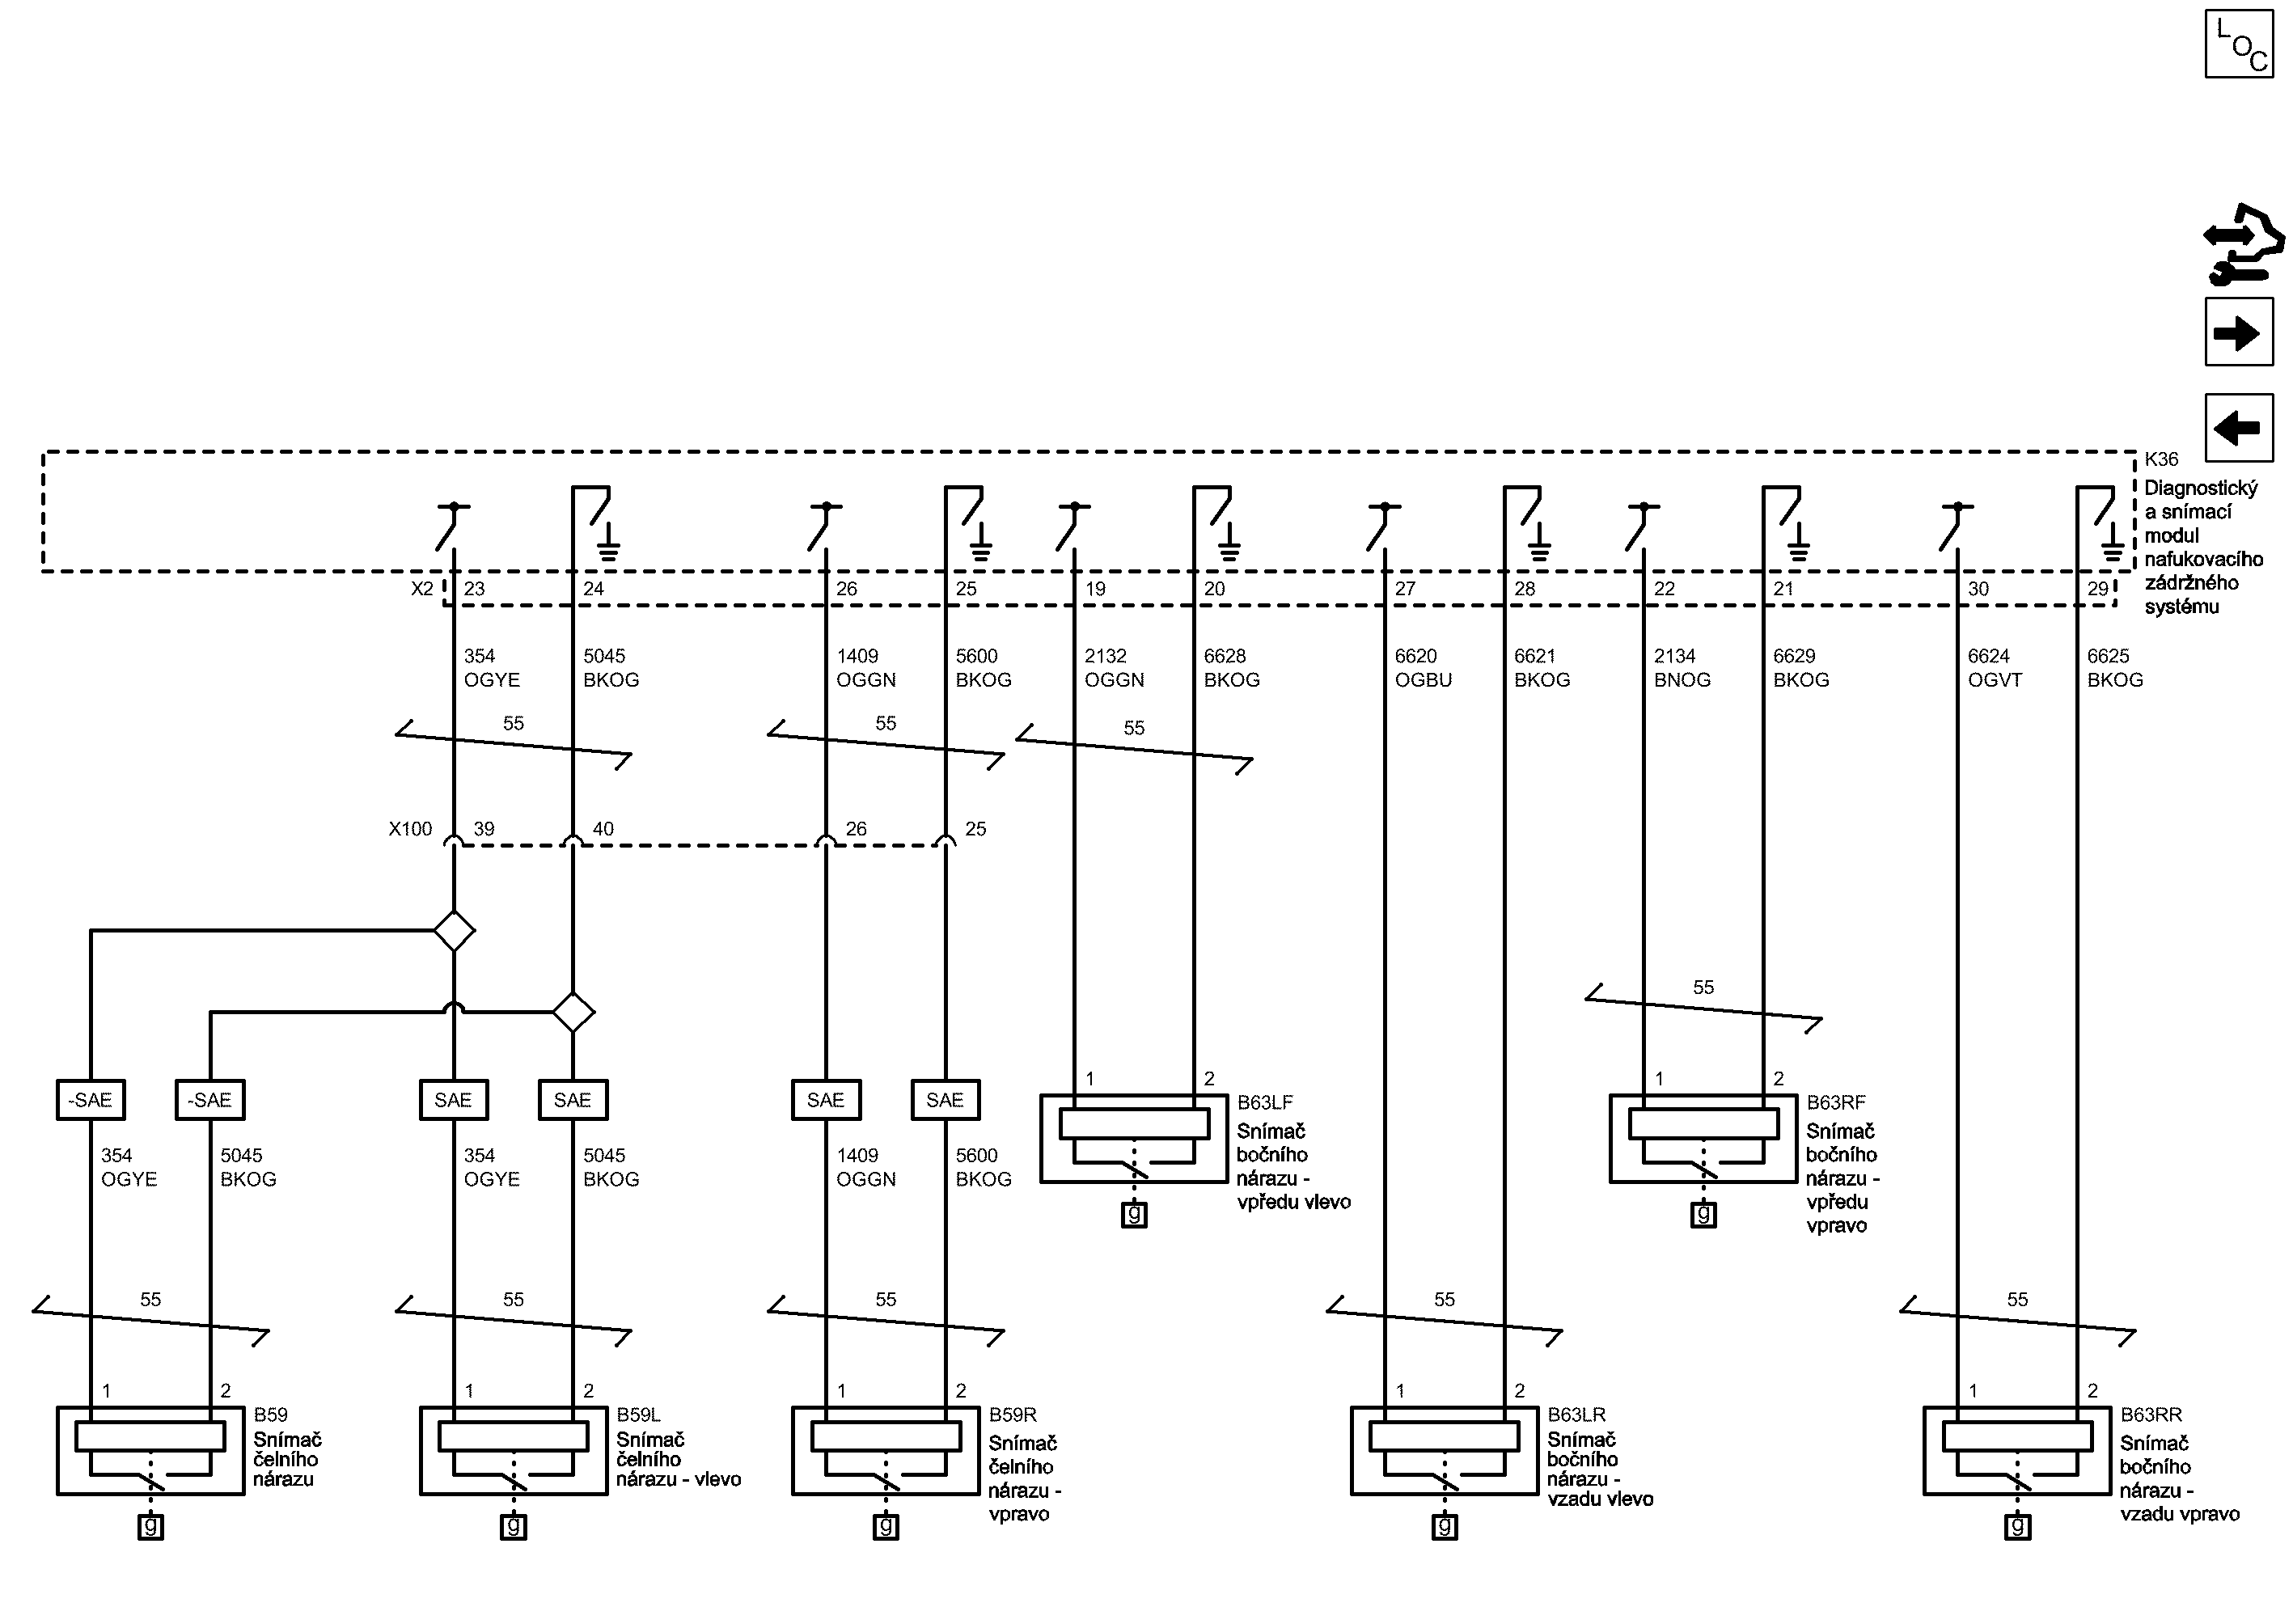 LOC
K36
Diagnostický
a snímací
modul
nafukovacího
zádržného
systému
X2 23 24 26 25 19 20 27 28 22 21 30 29
354 5045 1409 5600 2132 6628 6620 6621 2134 6629 6624 6625
OGYE BKOG OGGN BKOG OGGN BKOG OGBU BKOG BNOG BKOG OGVT BKOG
55 55 55
X100 39 40 26 25
55
1 2 1 2
-SAE -SAE SAE SAE SAE SAE
B63LF
Snímač
bočního
nárazu -
vpředu vlevo
g
B63RF
Snímač
bočního
nárazu -
vpředu
vpravo
g
354 5045 354 5045 1409 5600
OGYE BKOG OGYE BKOG OGGN BKOG
55 55 55 55 55
1 2 1 2 1 2 1 2 1 2
B59
Snímač
čelního
nárazu
g
B59L
Snímač
čelního
nárazu - vlevo
g
B59R
Snímač
čelního
nárazu -
vpravo
g
B63LR
Snímač
bočního
nárazu -
vzadu vlevo
g
B63RR
Snímač
bočního
nárazu -
vzadu vpravo
g